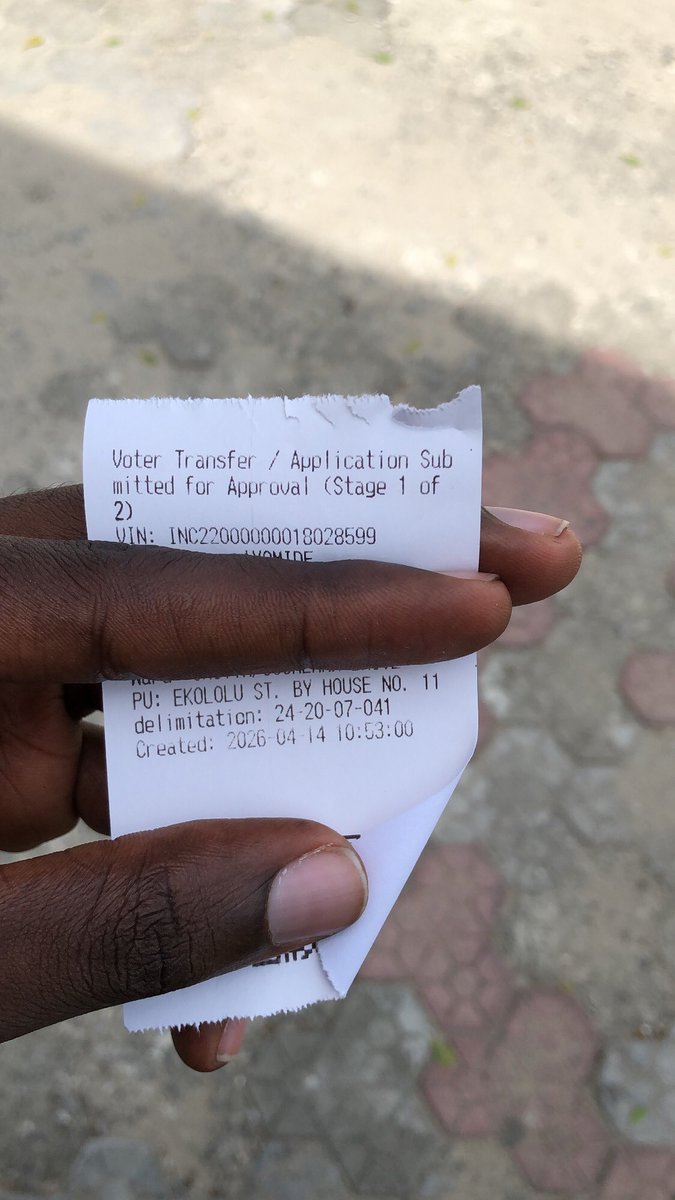 Voter Transfer / Application Sub
mitted for Approval (Stage 1 of
2)
VIN: INC22000000018028599
PU: EKOLOLU ST. BY HOUSE NO. 11
delimitation: 24-20-07-041
Created: 2026-04-14 10:53:00